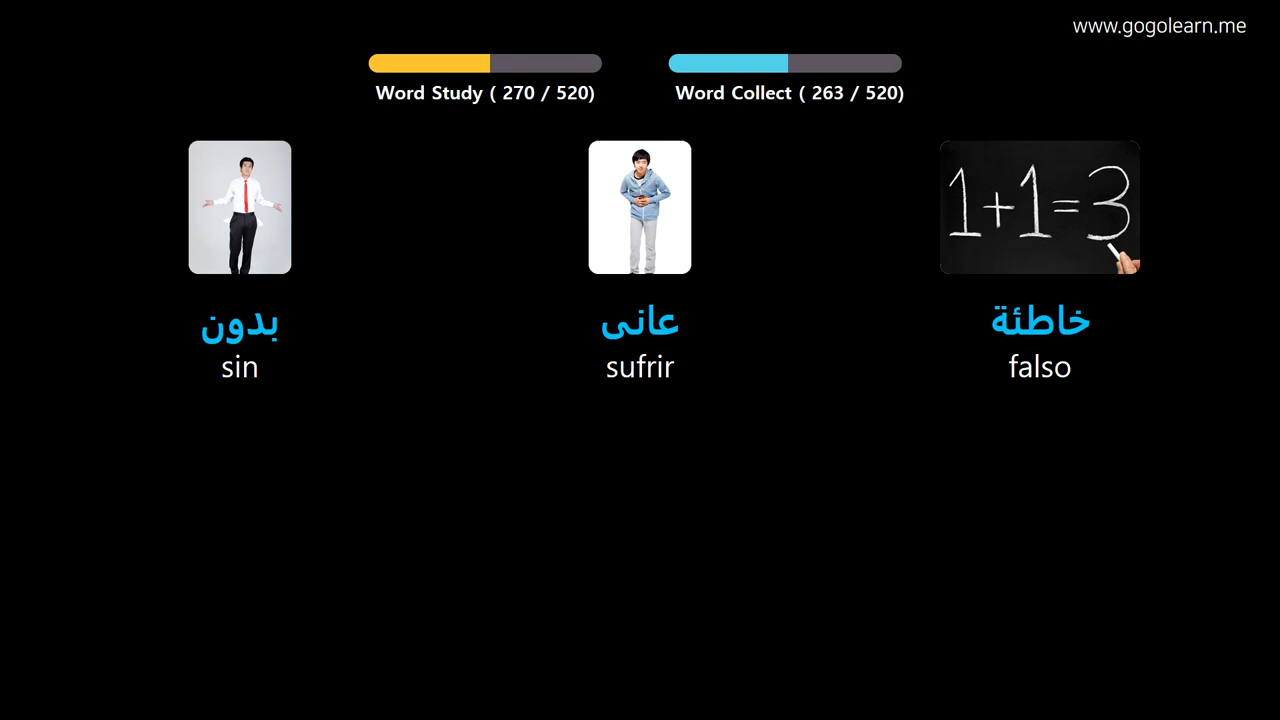 www.gogolearn.me
Word Study ( 270 / 520)
Word Collect ( 263 / 520)
1+1=3
بدون
sin
عانى
sufrir
خاطئة
falso